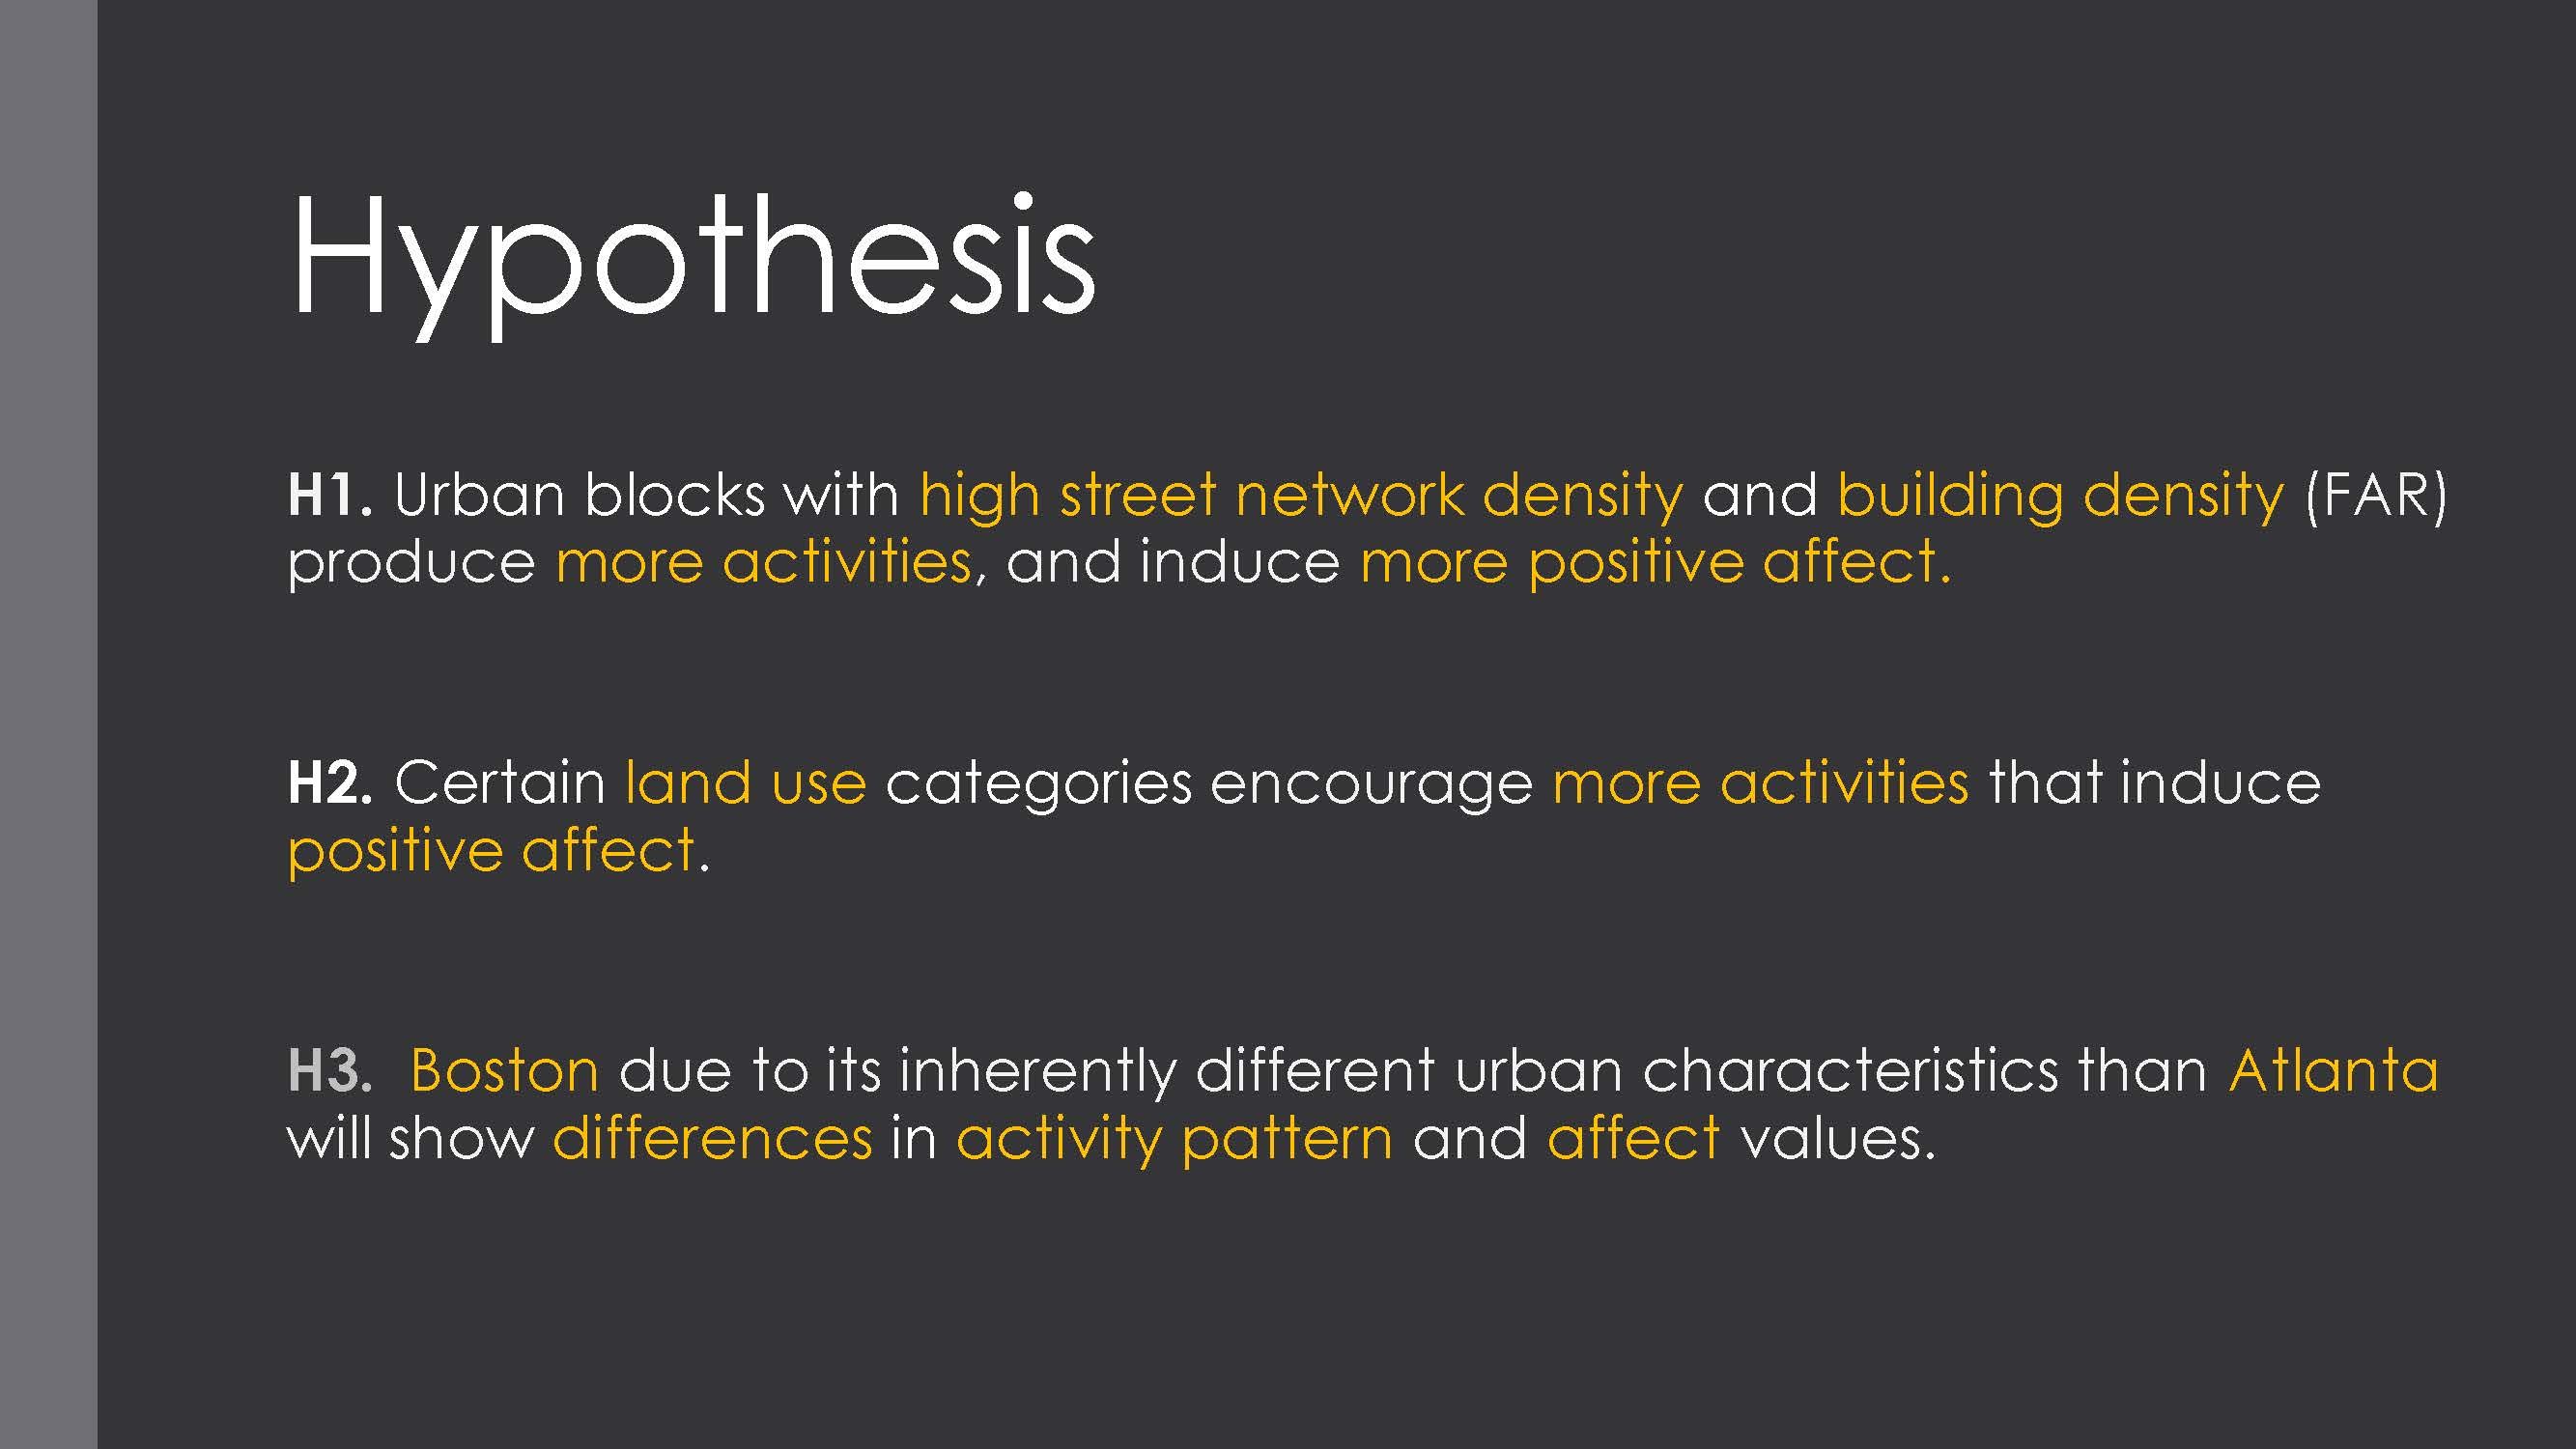 Hypothesis
H1. Urban blocks with high street network density and building density (FAR)
produce more activities, and induce more positive affect.
H2. Certain land use categories encourage more activities that induce
positive affect.
H3. Boston due to its inherently different urban characteristics than Atlanta
will show differences in activity pattern and affect values.